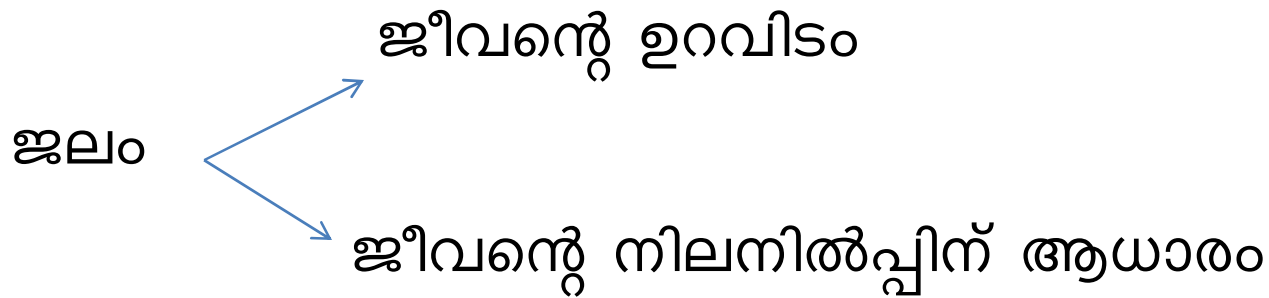 ജീവന്റെ ഉറവിടം
ജലം
ജീവന്റെ നിലനിൽപ്പിന് ആധാരം